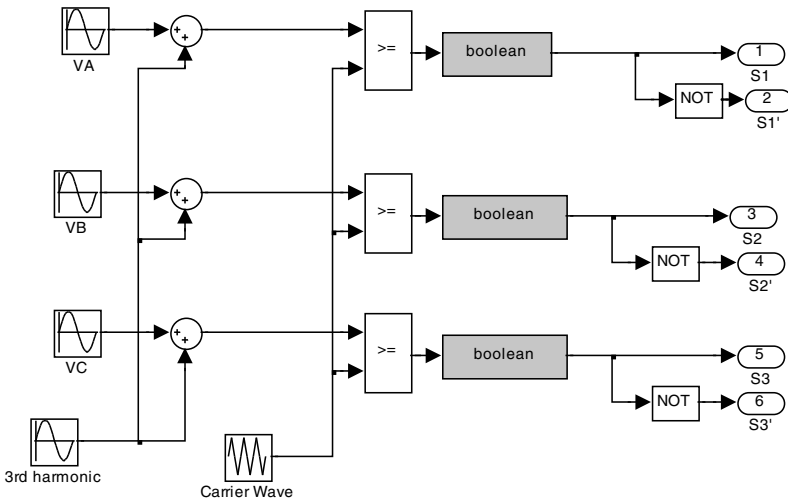 VA
+
+
>=
boolean
1
S1
NOT
2
S1'
VB
+
+
>=
boolean
3
S2
NOT
4
S2'
VC
+
+
>=
boolean
5
S3
NOT
6
S3'
3rd harmonic
Carrier Wave